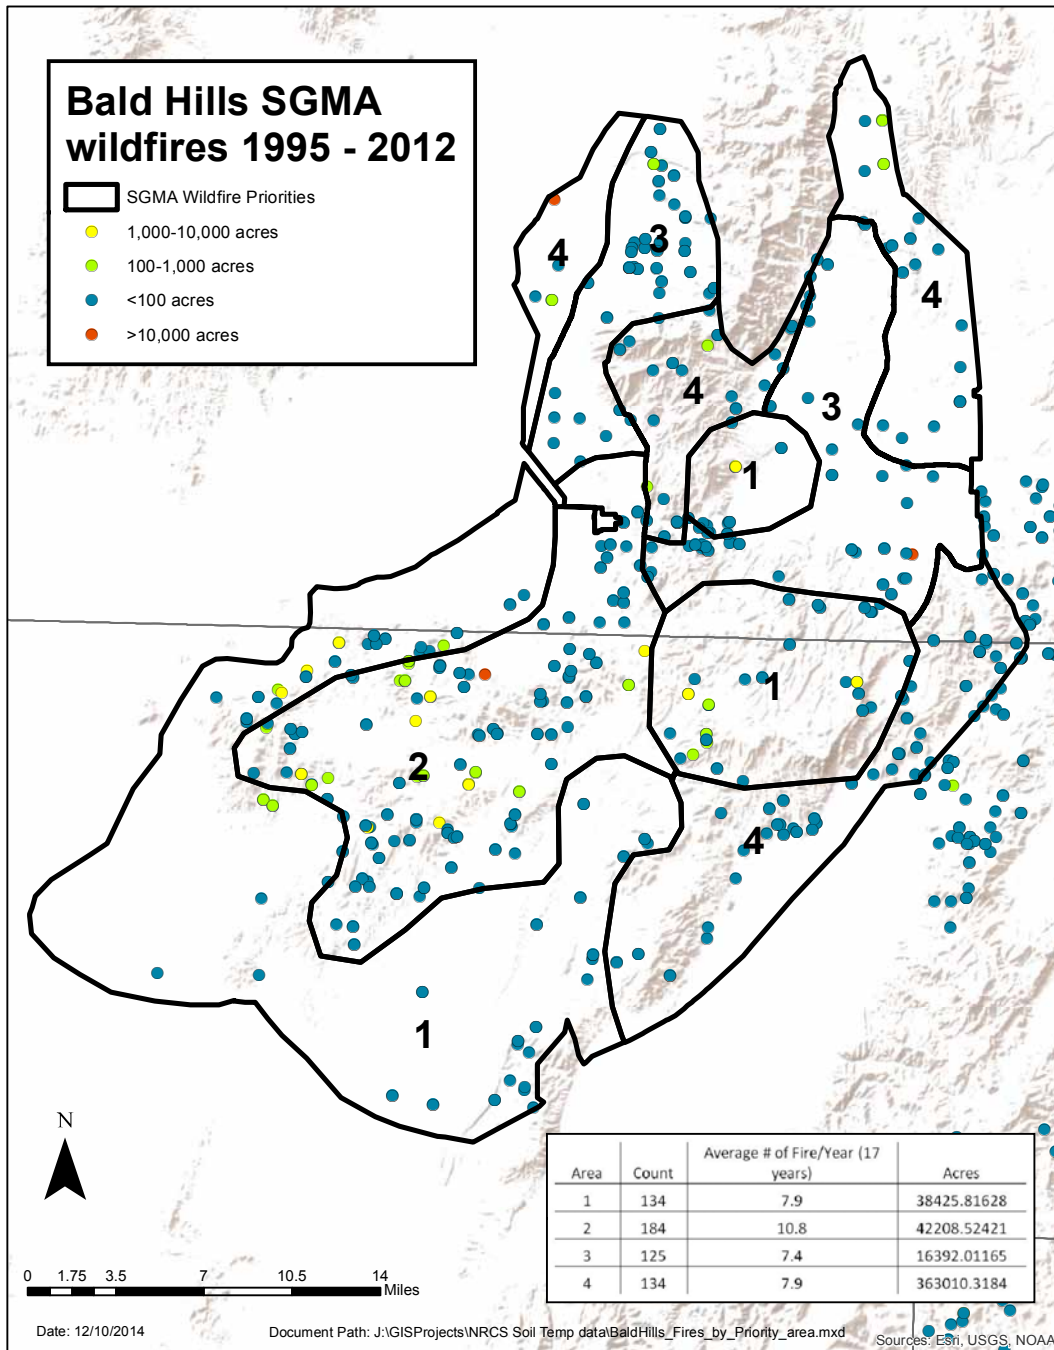 Bald Hills SGMA
wildfires 1995 - 2012
SGMA Wildfire Priorities
1,000-10,000 acres
100-1,000 acres
<100 acres
>10,000 acres
4
3
4
4
3
1
1
2
4
1
N
0 1.75 3.5 7 10.5 14
Miles
Average # of Fire/Year (17
Area Count years) Acres
1 134 7.9 38425.81628
2 184 10.8 42208.52421
3 125 7.4 16392.01165
4 134 7.9 363010.3184
Date: 12/10/2014
Document Path: J:\GISProjects\NRCS Soil Temp data\BaldHills_Fires_by_Priority_area.mxd
Sources: Esri, USGS, NOAA